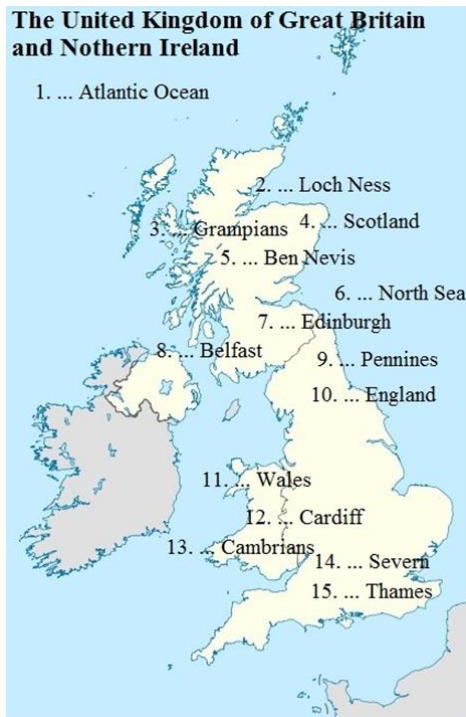 The United Kingdom of Great Britain
and Nothern Ireland
1. ... Atlantic Ocean
2. ... Loch Ness
3. ... Grampians
4. ... Scotland
5. ... Ben Nevis
6. ... North Sea
7. ... Edinburgh
8. ... Belfast
9. ... Pennines
10. ... England
11. ... Wales
12. ... Cardiff
13. ... Cambrians
14. ... Severn
15. ... Thames